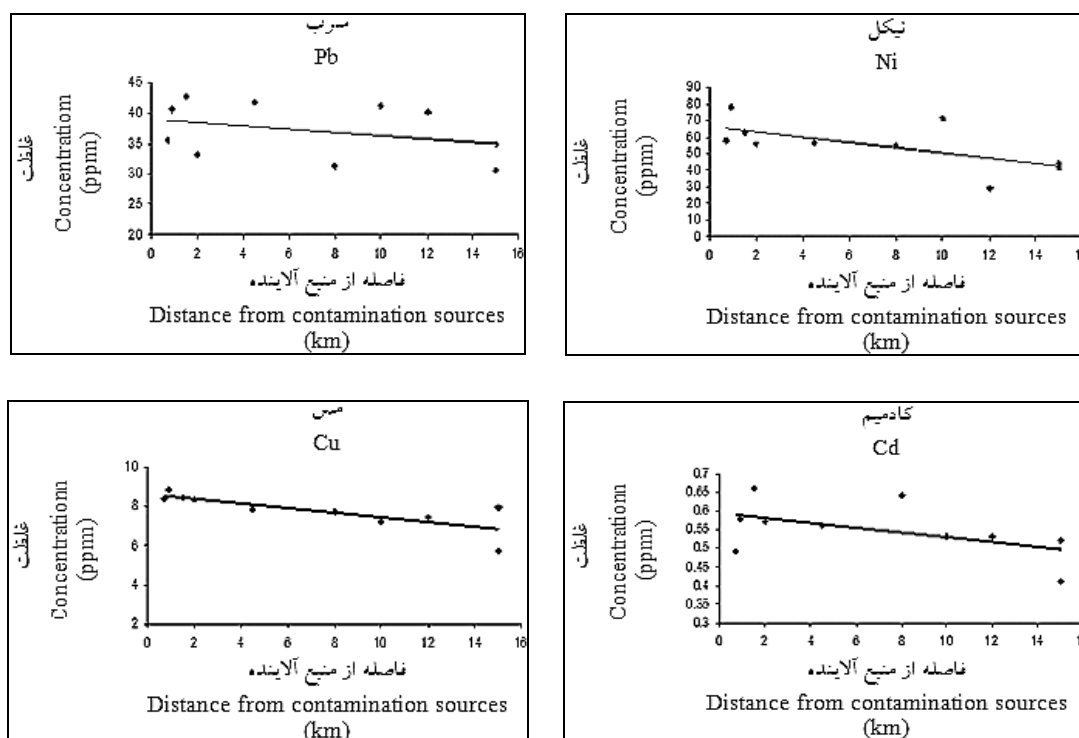 سرب
Pb
45
40
35
30
25
20
0 2 4 6 8 10 12 14 16
غلظت
Concentratiom
(ppm)
فاصله از منبع آلاینده
Distance from contamination sources
(km)
نیکل
Ni
90
80
70
60
50
40
30
20
10
0
0 2 4 6 8 10 12 14 16
غلظت
Concentratiom
(ppm)
فاصله از منبع آلاینده
Distance from contamination sources
(km)
مس
Cu
10
8
6
4
2
0 2 4 6 8 10 12 14 16
غلظت
Concentrationn
(ppm)
فاصله از منبع آلاینده
Distance from contamination sources
(km)
کادمیم
Cd
0.7
0.65
0.6
0.55
0.5
0.45
0.4
0.35
0.3
0 2 4 6 8 10 12 14 16
غلظت
Concentration
(ppm)
فاصله از منبع آلاینده
Distance from contamination sources
(km)